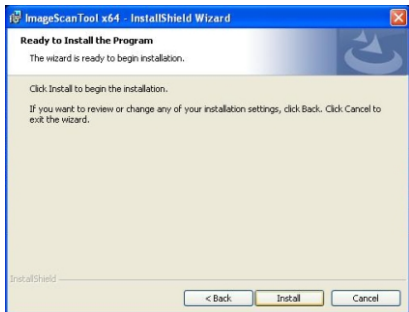 ImageScanTool x64 - InstallShield Wizard
Ready to Install the Program
The wizard is ready to begin installation.
Click Install to begin the installation.
If you want to review or change any of your installation settings, click Back. Click Cancel to
exit the wizard.
InstallShield
< Back Install Cancel